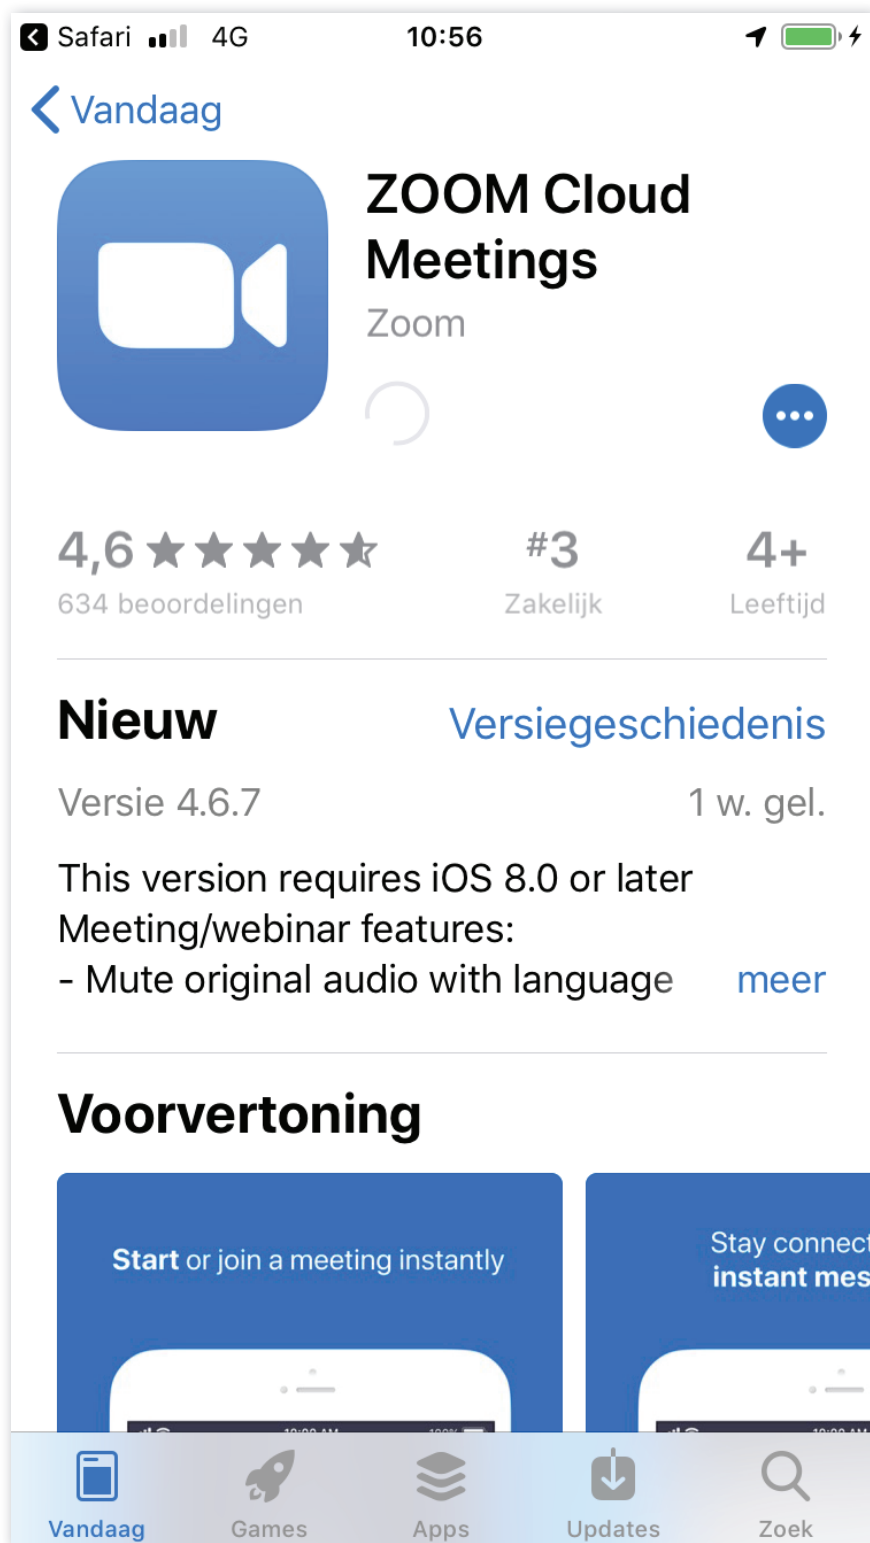 Safari 4G 10:56
Vandaag
ZOOM Cloud
Meetings
Zoom
4,6 #3 4+
634 beoordelingen Zakelijk Leeftijd
Nieuw Versiegeschiedenis
Versie 4.6.7 1 w. gel.
This version requires iOS 8.0 or later
Meeting/webinar features:
- Mute original audio with language meer
Voorvertoning
Start or join a meeting instantly
Stay connect
instant mes
Vandaag Games Apps Updates Zoek